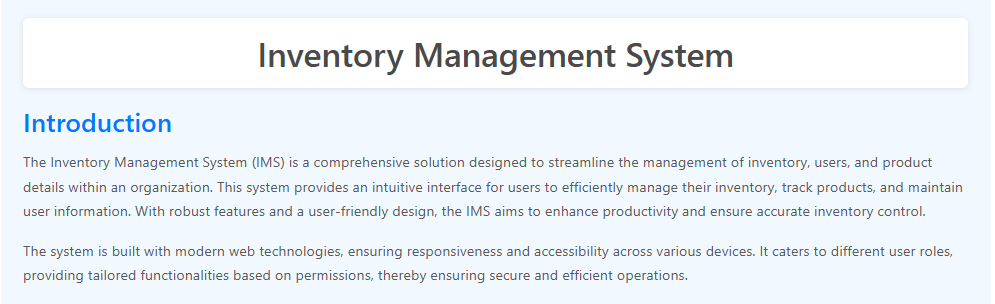 Inventory Management System
Introduction
The Inventory Management System (IMS) is a comprehensive solution designed to streamline the management of inventory, users, and product
details within an organization. This system provides an intuitive interface for users to efficiently manage their inventory, track products, and maintain
user information. With robust features and a user-friendly design, the IMS aims to enhance productivity and ensure accurate inventory control.
The system is built with modern web technologies, ensuring responsiveness and accessibility across various devices. It caters to different user roles,
providing tailored functionalities based on permissions, thereby ensuring secure and efficient operations.